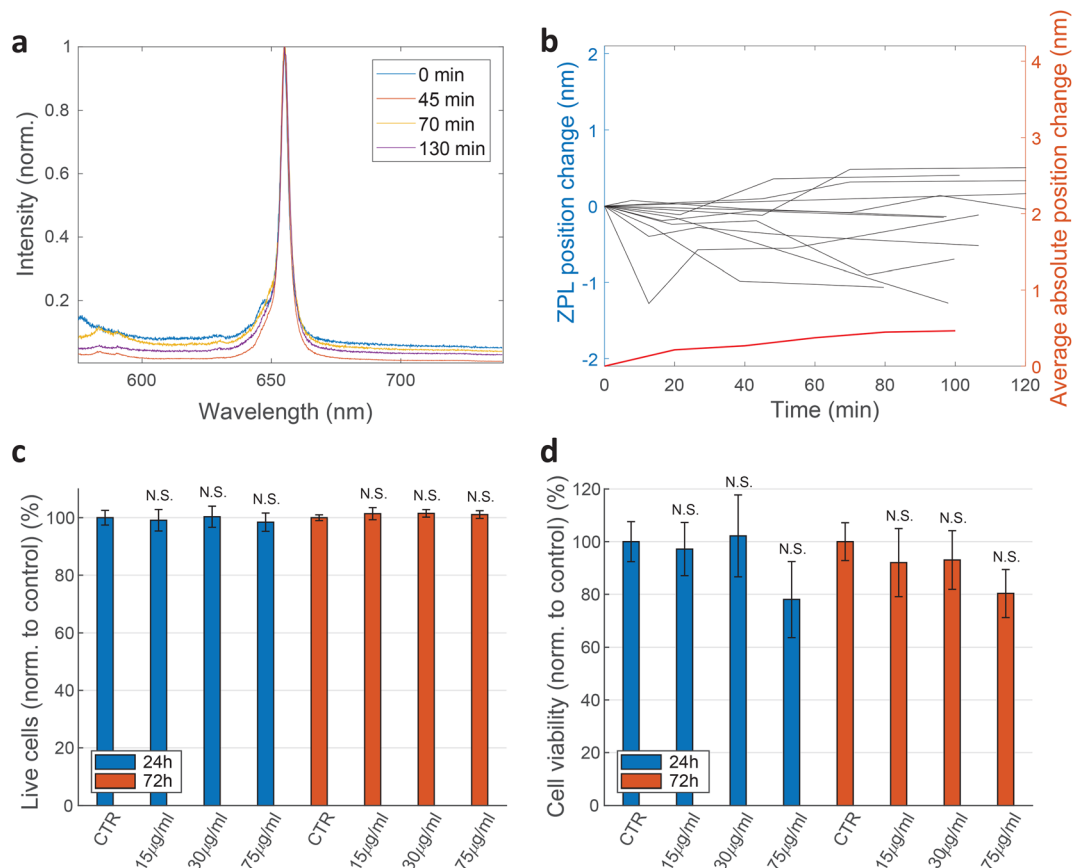 a
Intensity (norm.)
1
0.8
0.6
0.4
0.2
0 min
45 min
70 min
130 min
600
650
700
Wavelength (nm)
b
ZPL position change (nm)
2
1
0
-1
-2
Average absolute position change (nm)
4
3
2
1
0
0
20
40
60
80
100
120
Time (min)
c
Live cells (norm. to control) (%)
100
80
60
40
20
0
N.S.
N.S.
N.S.
N.S.
N.S.
N.S.
24h
72h
CTR
15µg/ml
30µg/ml
75µg/ml
CTR
15µg/ml
30µg/ml
75µg/ml
d
Cell viability (norm. to control) (%)
120
100
80
60
40
20
0
N.S.
N.S.
N.S.
N.S.
N.S.
N.S.
24h
72h
CTR
15µg/ml
30µg/ml
75µg/ml
CTR
15µg/ml
30µg/ml
75µg/ml